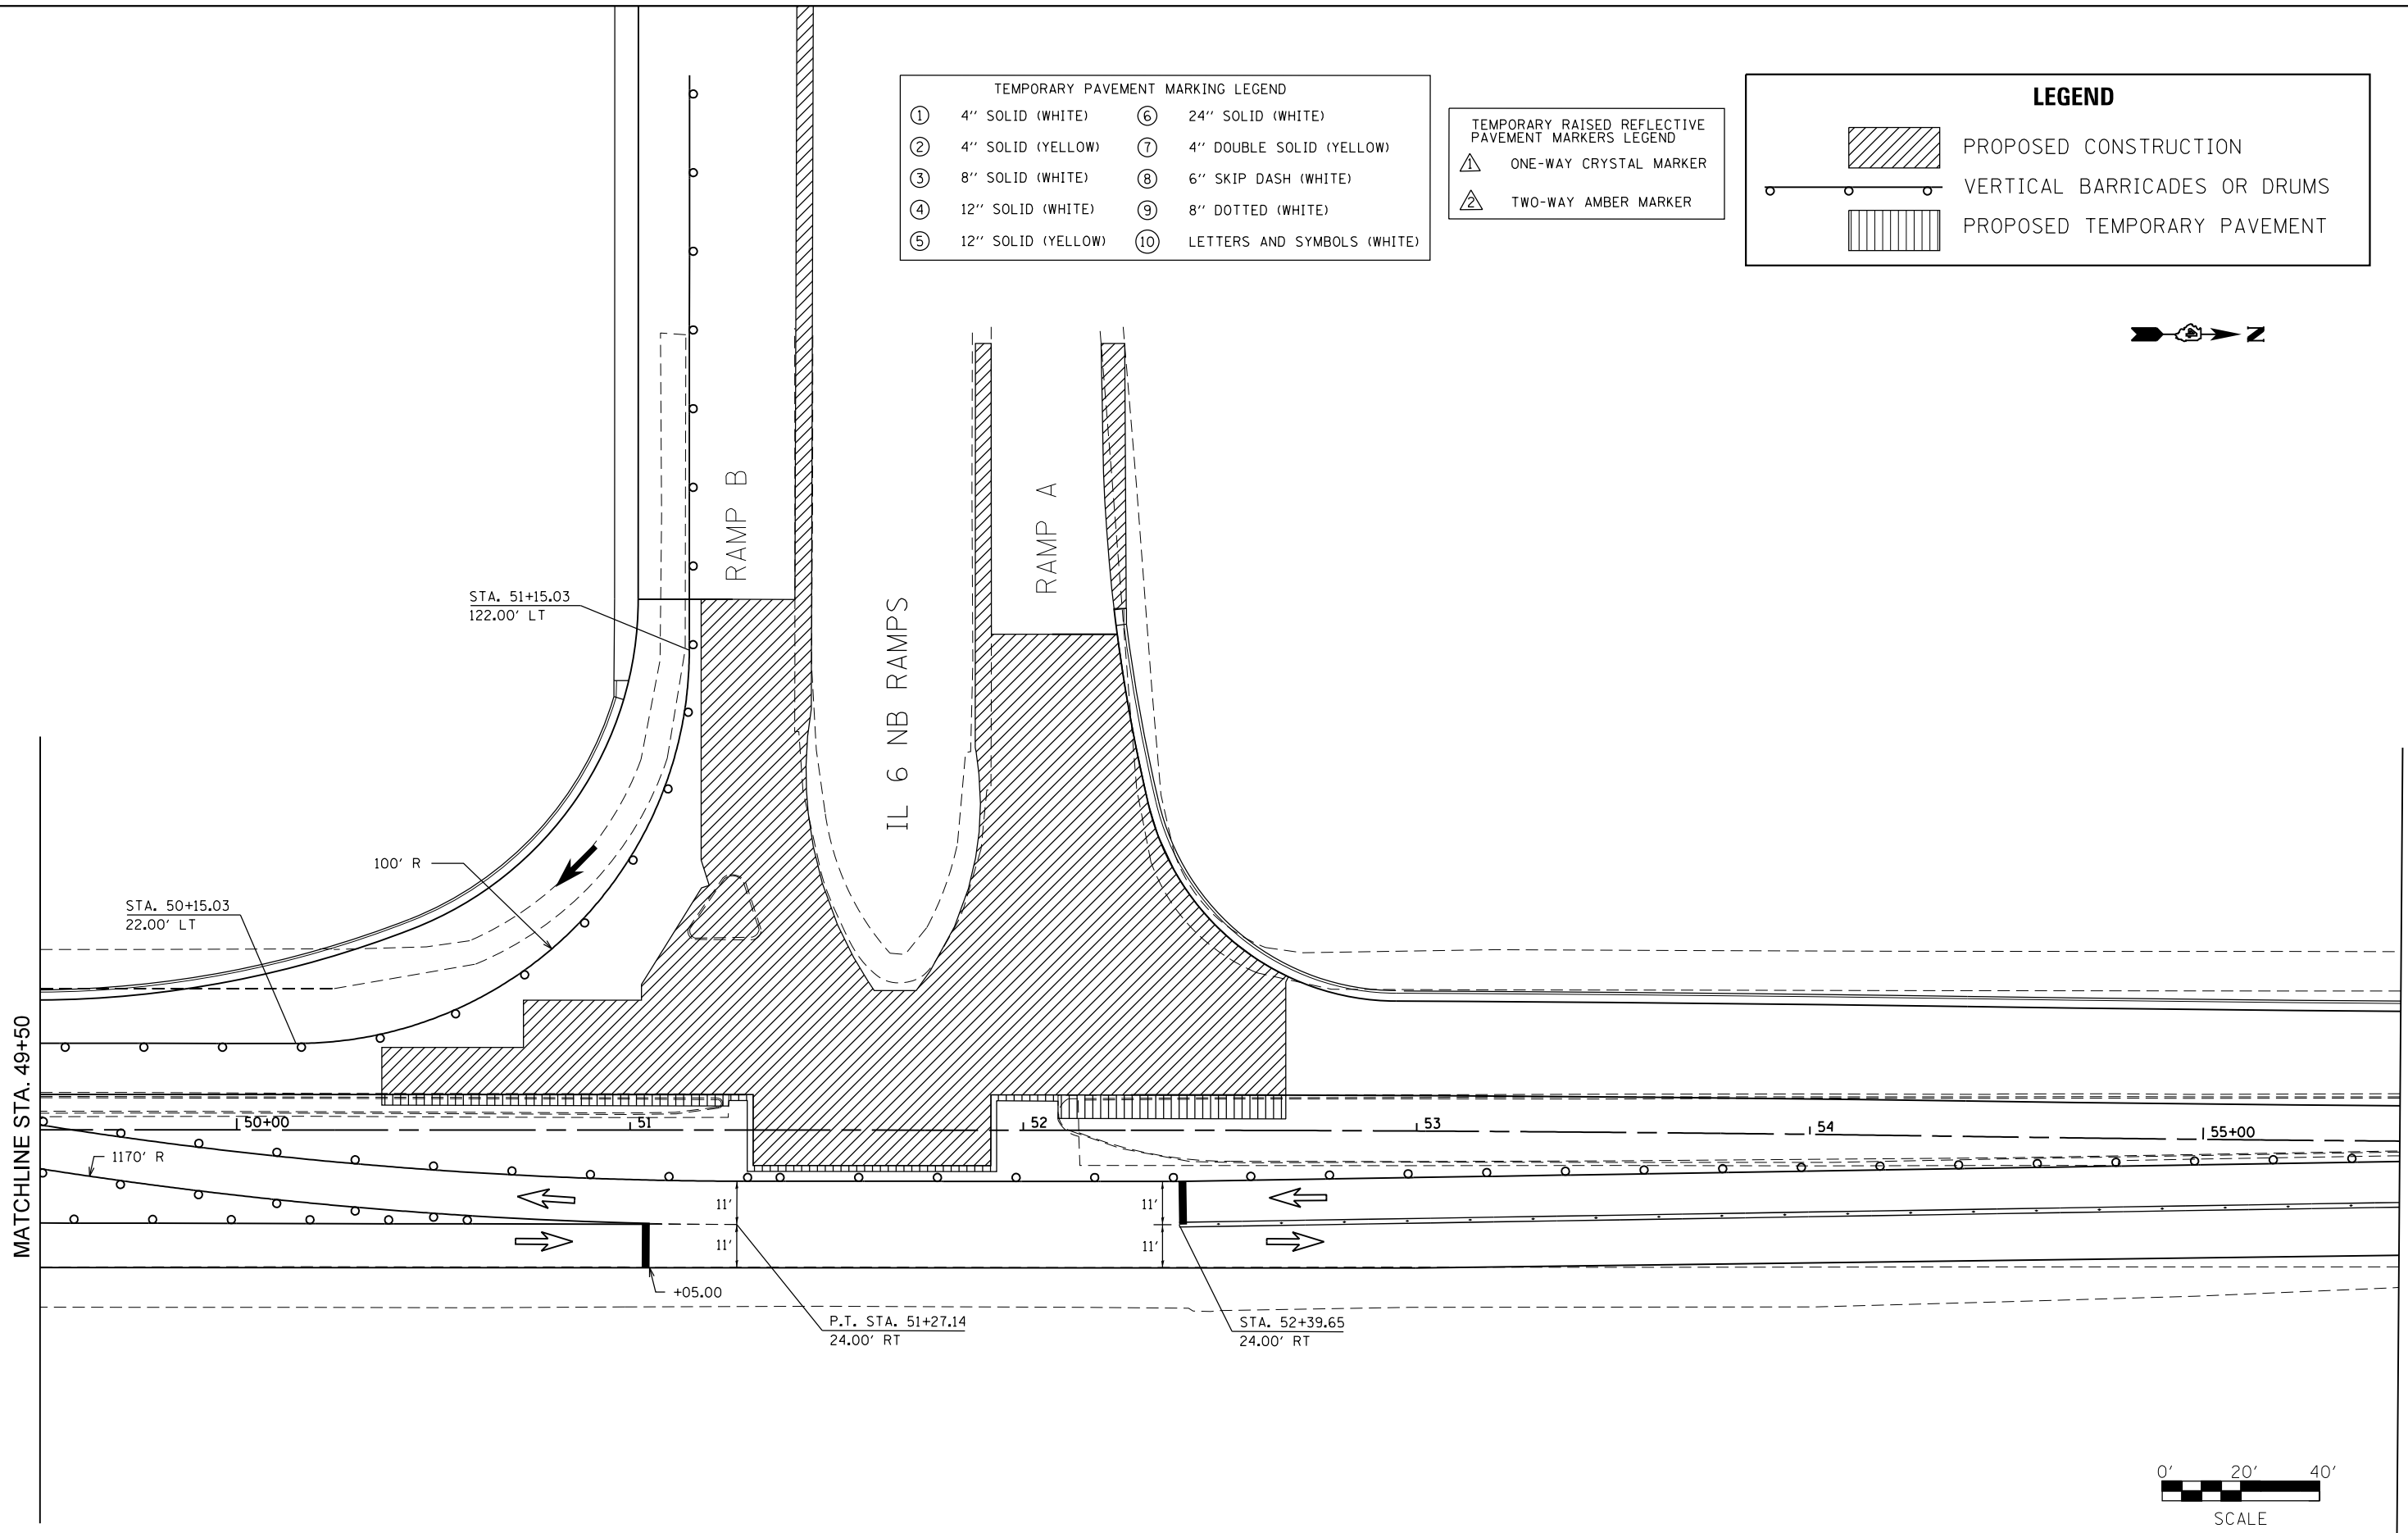 TEMPORARY PAVEMENT MARKING LEGEND
1 4'' SOLID (WHITE)
2 4'' SOLID (YELLOW)
3 8'' SOLID (WHITE)
4 12'' SOLID (WHITE)
5 12'' SOLID (YELLOW)
6 24'' SOLID (WHITE)
7 4'' DOUBLE SOLID (YELLOW)
8 6'' SKIP DASH (WHITE)
9 8'' DOTTED (WHITE)
10 LETTERS AND SYMBOLS (WHITE)
TEMPORARY RAISED REFLECTIVE
PAVEMENT MARKERS LEGEND
1 ONE-WAY CRYSTAL MARKER
2 TWO-WAY AMBER MARKER
LEGEND
PROPOSED CONSTRUCTION
VERTICAL BARRICADES OR DRUMS
PROPOSED TEMPORARY PAVEMENT
N
RAMP B
RAMP A
IL 6 NB RAMPS
STA. 51+15.03
122.00' LT
100' R
STA. 50+15.03
22.00' LT
MATCHLINE STA. 49+50
50+00
51
52
53
54
55+00
1170' R
11'
11'
11'
11'
+05.00
P.T. STA. 51+27.14
24.00' RT
STA. 52+39.65
24.00' RT
0' 20' 40'
SCALE